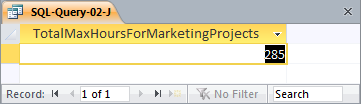 SQL-Query-02-J
TotalMaxHoursForMarketingProjects
285
Record: 1 of 1 No Filter Search